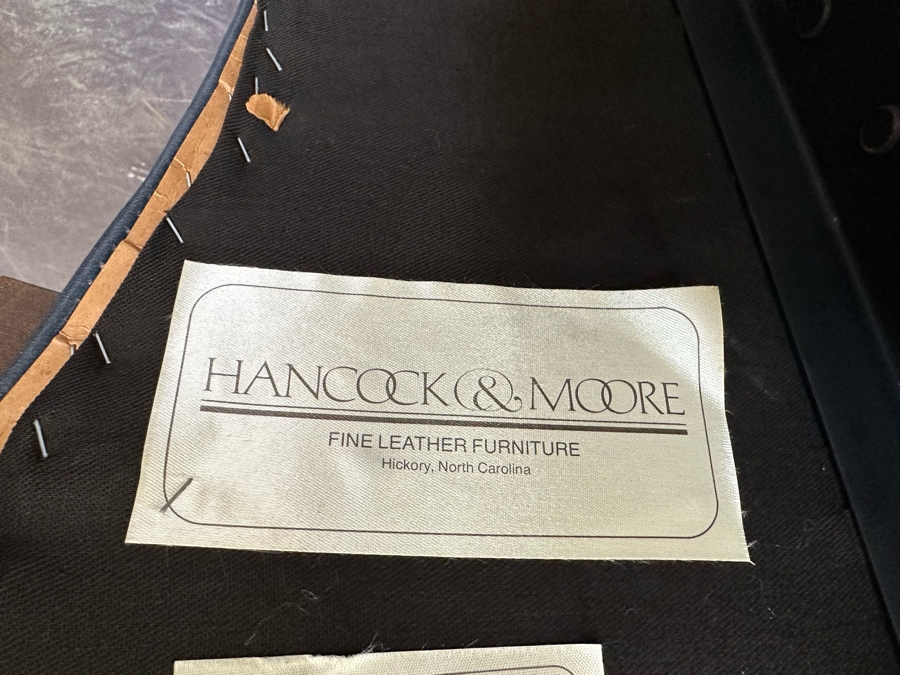 HANCOCK & MOORE
FINE LEATHER FURNITURE
Hickory, North Carolina